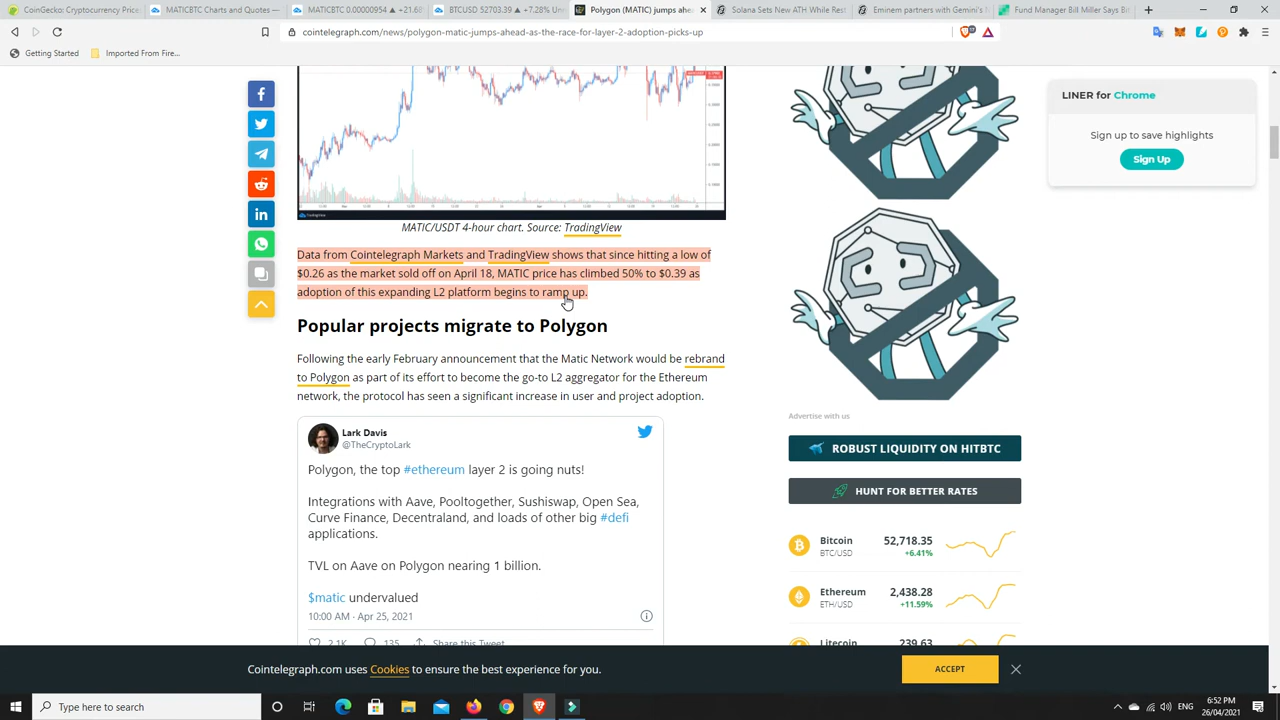 CoinGecko: Cryptocurrency Price
MATICBTC Charts and Quotes —
MATICBTC 0.00000954 ▲ +21.68
BTCUSD 52703.39 ▲ +7.28% Un
Polygon (MATIC) jumps ahea
Solana Sets New ATH While Rest
Eminem partners with Gemini's N
Fund Manager Bill Miller Says Bit
cointelegraph.com/news/polygon-matic-jumps-ahead-as-the-race-for-layer-2-adoption-picks-up
Getting Started
Imported From Fire...
LINER for Chrome
Sign up to save highlights
Sign Up
TradingView
MATIC/USDT 4-hour chart. Source: TradingView
Data from Cointelegraph Markets and TradingView shows that since hitting a low of
$0.26 as the market sold off on April 18, MATIC price has climbed 50% to $0.39 as
adoption of this expanding L2 platform begins to ramp up.
Popular projects migrate to Polygon
Following the early February announcement that the Matic Network would be rebrand
to Polygon as part of its effort to become the go-to L2 aggregator for the Ethereum
network, the protocol has seen a significant increase in user and project adoption.
Lark Davis
@TheCryptoLark
Polygon, the top #ethereum layer 2 is going nuts!
Integrations with Aave, Pooltogether, Sushiswap, Open Sea,
Curve Finance, Decentraland, and loads of other big #defi
applications.
TVL on Aave on Polygon nearing 1 billion.
$matic undervalued
10:00 AM · Apr 25, 2021
2.1K
135
Share this Tweet
Advertise with us
ROBUST LIQUIDITY ON HITBTC
HUNT FOR BETTER RATES
Bitcoin
BTC/USD
52,718.35
+6.41%
Ethereum
ETH/USD
2,438.28
+11.59%
Litecoin
239.63
Cointelegraph.com uses Cookies to ensure the best experience for you.
ACCEPT
Type here to search
ENG
6:52 PM
26/04/2021